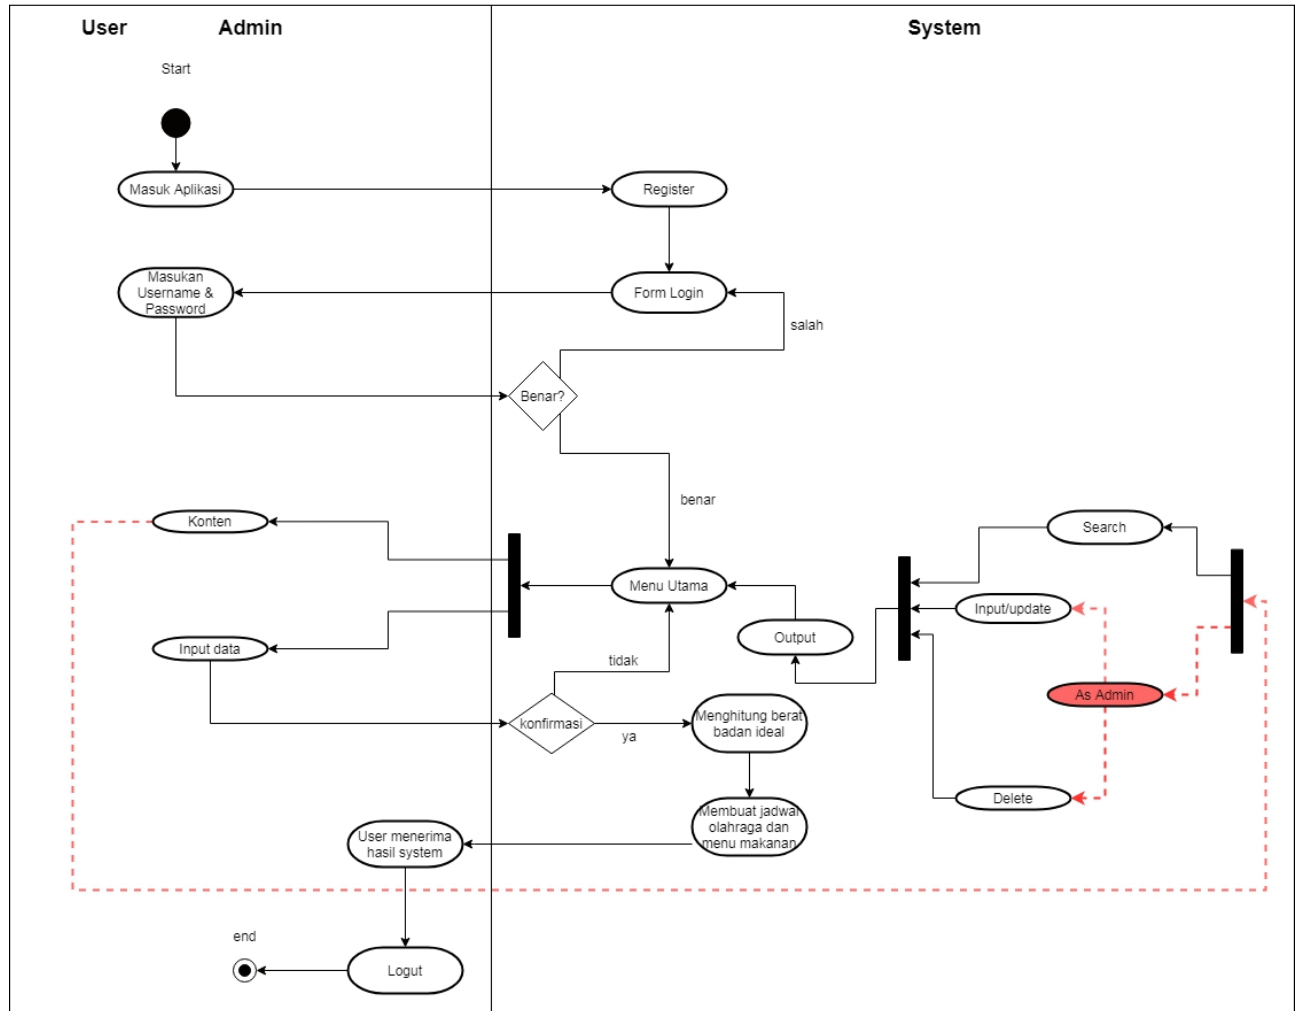 User
Admin
System
Start
Masuk Aplikasi
Register
Masukan
Username &
Password
Form Login
salah
Benar?
benar
Konten
Search
Menu Utama
Input/update
Output
Input data
tidak
As Admin
konfirmasi
ya
Menghitung berat
badan ideal
Delete
Membuat jadwal
olahraga dan
menu makanan
User menerima
hasil system
end
Logut